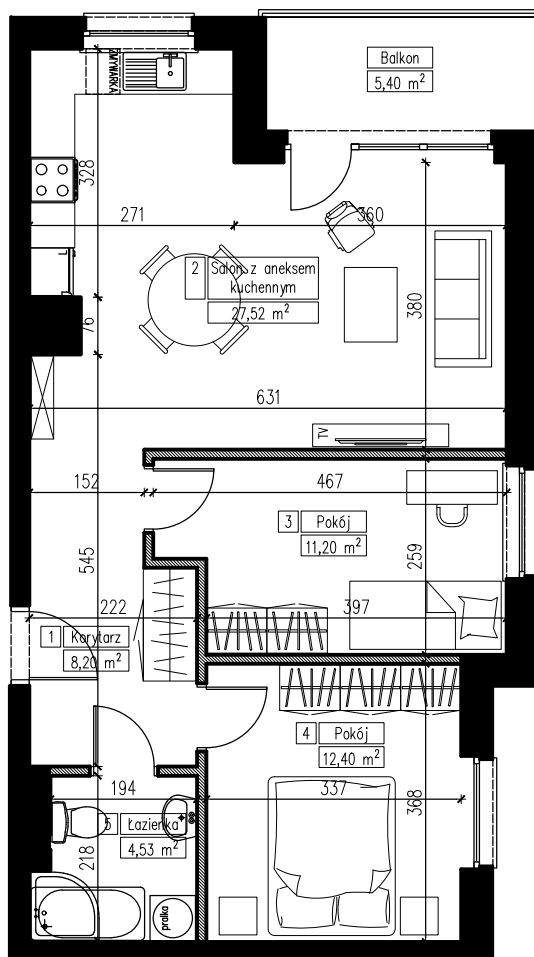 ZMYWARKA
Balkon
5,40 m²
328
271
360
2 Salon z aneksem
kuchennym
27,52 m²
380
76
631
TV
152
467
3 Pokój
11,20 m²
259
545
222
397
1 Korytarz
8,20 m²
4 Pokój
12,40 m²
194
337
368
5 Łazienka
4,53 m²
218
pralka